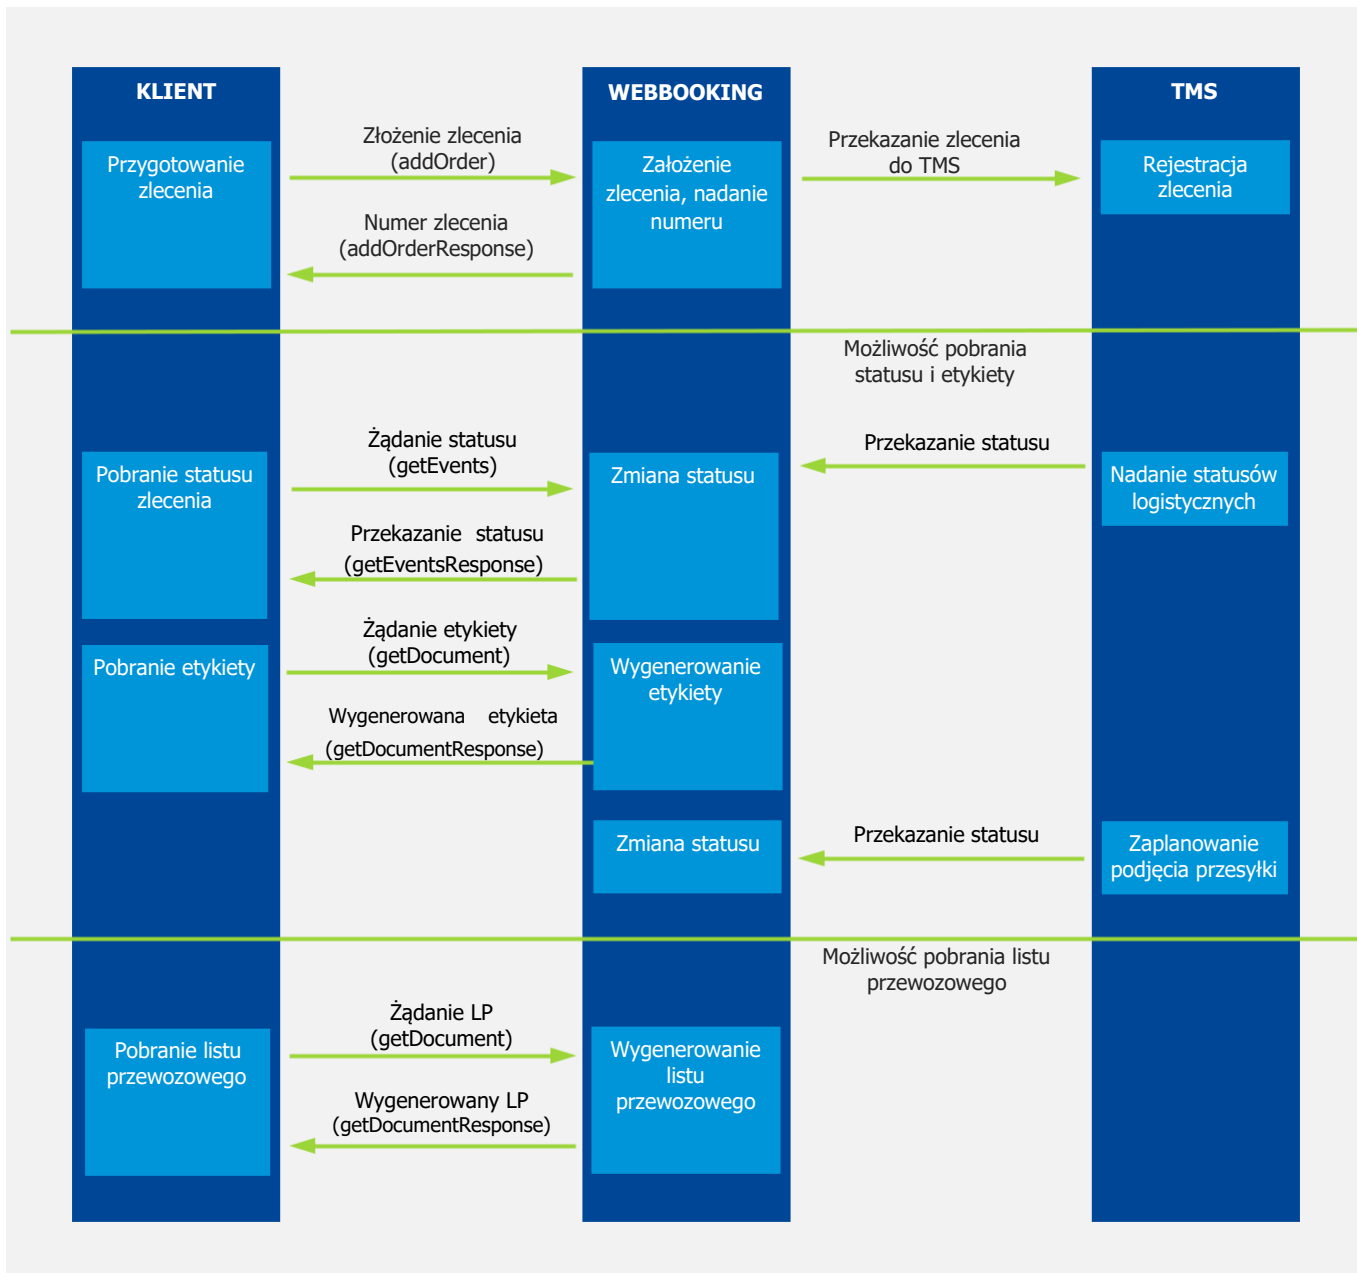 KLIENT
WEBBOOKING
TMS
Przygotowanie
zlecenia
Złożenie zlecenia
(addOrder)
Numer zlecenia
(addOrderResponse)
Założenie
zlecenia, nadanie
numeru
Przekazanie zlecenia
do TMS
Rejestracja
zlecenia
Możliwość pobrania
statusu i etykiety
Pobranie statusu
zlecenia
Żądanie statusu
(getEvents)
Przekazanie statusu
(getEventsResponse)
Zmiana statusu
Przekazanie statusu
Nadanie statusów
logistycznych
Pobranie etykiety
Żądanie etykiety
(getDocument)
Wygenerowana etykieta
(getDocumentResponse)
Wygenerowanie
etykiety
Zmiana statusu
Przekazanie statusu
Zaplanowanie
podjęcia przesyłki
Możliwość pobrania listu
przewozowego
Pobranie listu
przewozowego
Żądanie LP
(getDocument)
Wygenerowany LP
(getDocumentResponse)
Wygenerowanie
listu
przewozowego